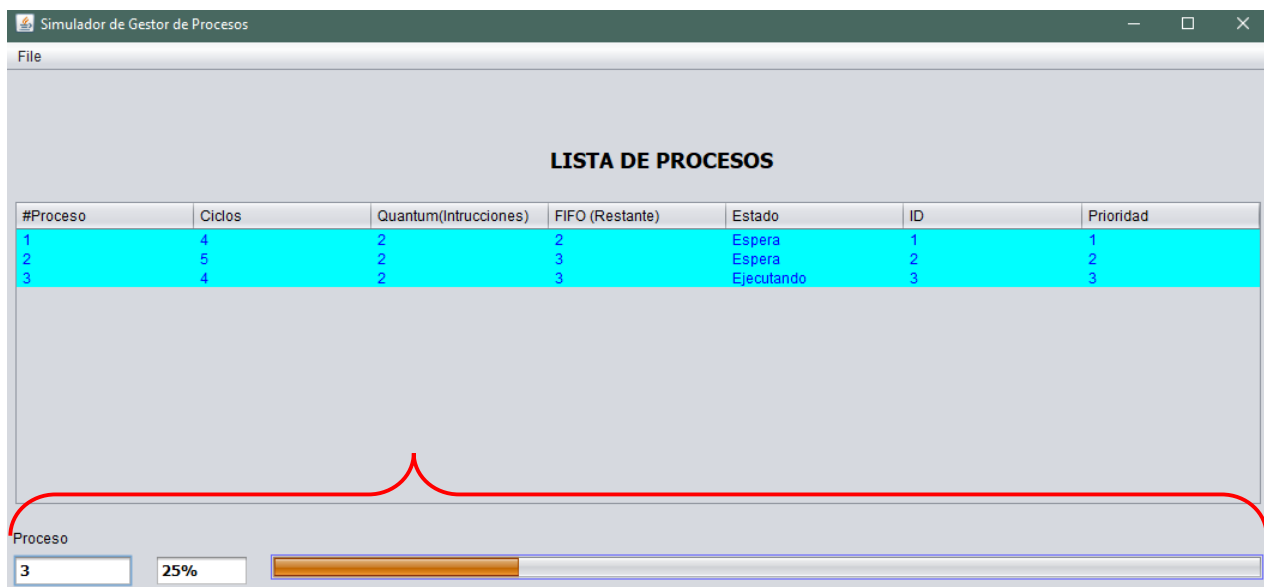 Simulador de Gestor de Procesos
File
LISTA DE PROCESOS
#Proceso Ciclos Quantum(Intrucciones) FIFO (Restante) Estado ID Prioridad
1 4 2 2 Espera 1 1
2 5 2 3 Espera 2 2
3 4 2 3 Ejecutando 3 3
Proceso
3 25%